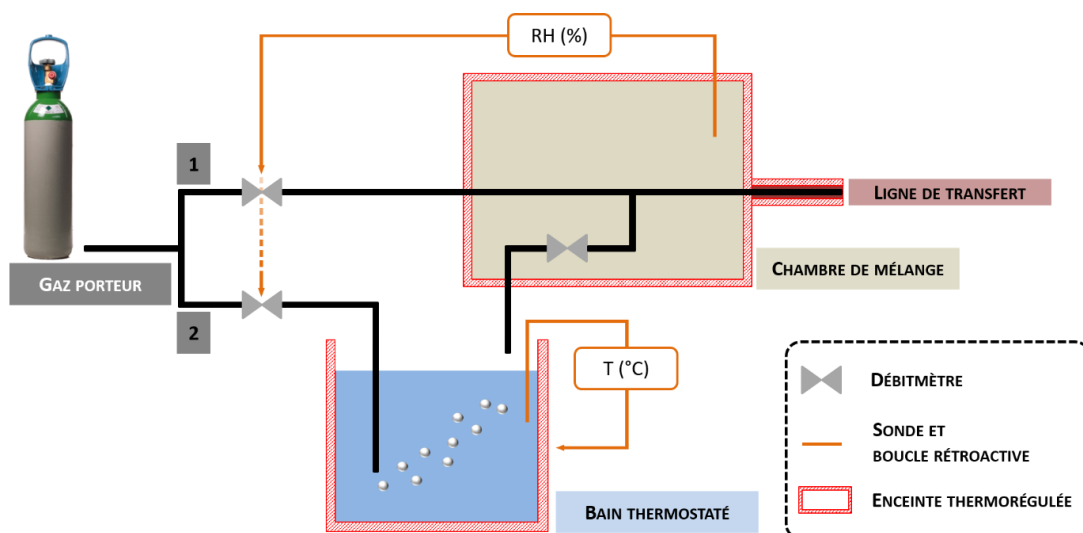 RH (%)
1
LIGNE DE TRANSFERT
GAZ PORTEUR
CHAMBRE DE MÉLANGE
2
T (°C)
BAIN THERMOSTATÉ
DÉBITMÈTRE
SONDE ET
BOUCLE RÉTROACTIVE
ENCEINTE THERMORÉGULÉE